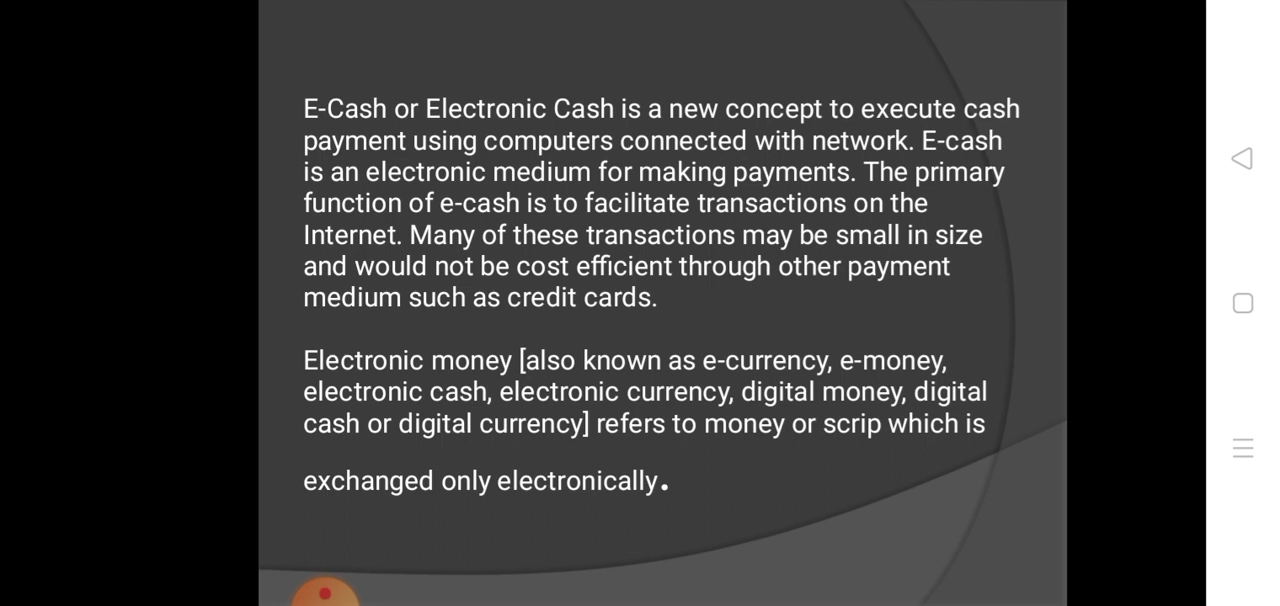 E-Cash or Electronic Cash is a new concept to execute cash
payment using computers connected with network. E-cash
is an electronic medium for making payments. The primary
function of e-cash is to facilitate transactions on the
Internet. Many of these transactions may be small in size
and would not be cost efficient through other payment
medium such as credit cards.
Electronic money [also known as e-currency, e-money,
electronic cash, electronic currency, digital money, digital
cash or digital currency] refers to money or scrip which is
exchanged only electronically.